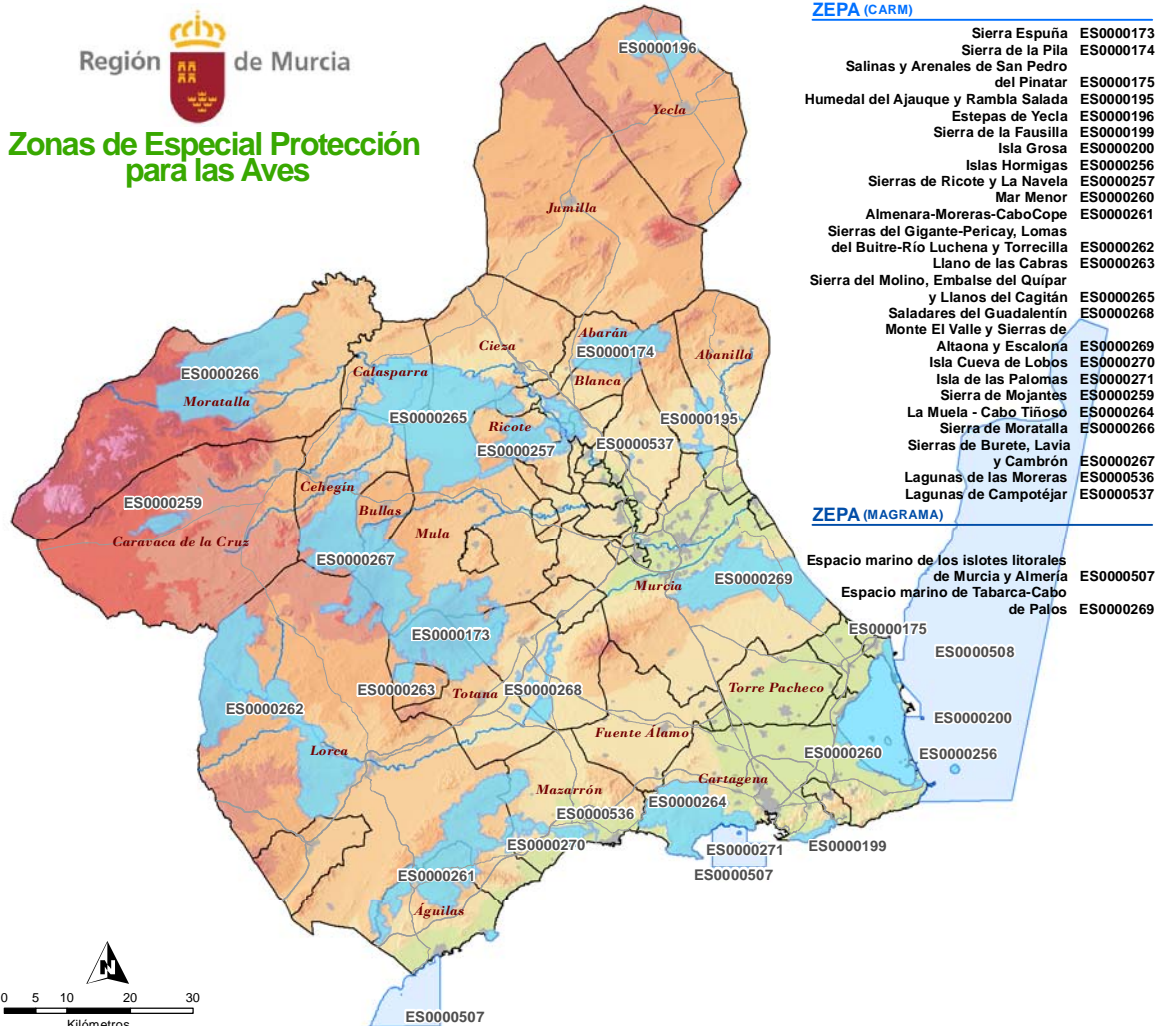 Región de Murcia
Zonas de Especial Protección
para las Aves
ZEPA (CARM)
Sierra Espuña ES0000173
Sierra de la Pila ES0000174
Salinas y Arenales de San Pedro
del Pinatar ES0000175
Humedal del Ajauque y Rambla Salada ES0000195
Estepas de Yecla ES0000196
Sierra de la Fausilla ES0000199
Isla Grosa ES0000200
Islas Hormigas ES0000256
Sierras de Ricote y La Navela ES0000257
Mar Menor ES0000260
Almenara-Moreras-CaboCope ES0000261
Sierras del Gigante-Pericay, Lomas
del Buitre-Río Luchena y Torrecilla ES0000262
Llano de las Cabras ES0000263
Sierra del Molino, Embalse del Quípar
y Llanos del Cagitán ES0000265
Saladares del Guadalentín ES0000268
Monte El Valle y Sierras de
Altaona y Escalona ES0000269
Isla Cueva de Lobos ES0000270
Isla de las Palomas ES0000271
Sierra de Mojantes ES0000259
La Muela - Cabo Tiñoso ES0000264
Sierra de Moratalla ES0000266
Sierras de Burete, Lavia
y Cambrón ES0000267
Lagunas de las Moreras ES0000536
Lagunas de Campotéjar ES0000537
ZEPA (MAGRAMA)
Espacio marino de los islotes litorales
de Murcia y Almería ES0000507
Espacio marino de Tabarca-Cabo
de Palos ES0000269
ES0000196
Yecla
Jumilla
Abarán
Cieza
ES0000174
Abanilla
ES0000266
Calasparra
Blanca
Moratalla
ES0000265
ES0000195
Ricote
ES0000537
ES0000257
Cehegín
ES0000259
Bullas
Mula
Caravaca de la Cruz
ES0000267
ES0000269
Murcia
ES0000175
ES0000173
ES0000508
ES0000263
Totana
ES0000268
Torre Pacheco
ES0000262
ES0000200
Fuente Álamo
Lorca
ES0000260
ES0000256
Cartagena
Mazarrón
ES0000264
ES0000536
ES0000270
ES0000271
ES0000199
ES0000507
ES0000261
Águilas
N
0 5 10 20 30
Kilómetros
ES0000507